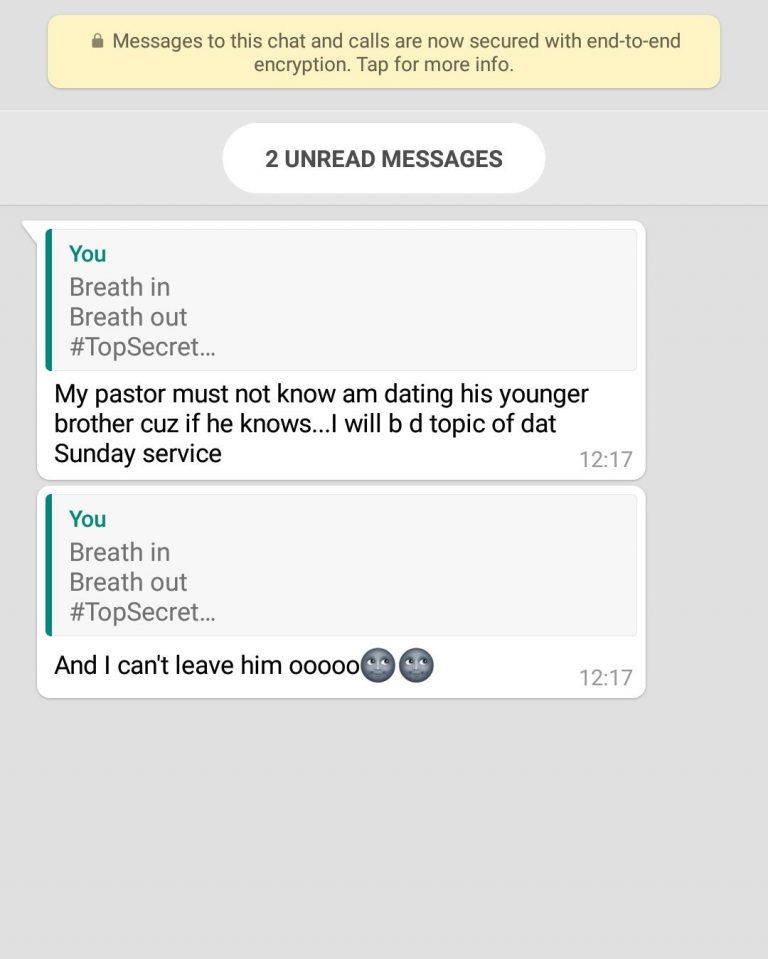 Messages to this chat and calls are now secured with end-to-end
encryption. Tap for more info.
2 UNREAD MESSAGES
You
Breath in
Breath out
#TopSecret...
My pastor must not know am dating his younger
brother cuz if he knows...I will b d topic of dat
Sunday service
12:17
You
Breath in
Breath out
#TopSecret...
And I can't leave him ooooo🌚🌚
12:17